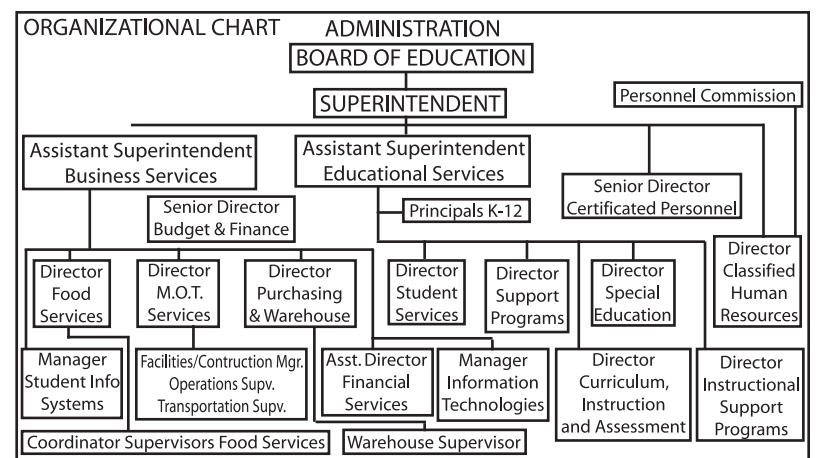 ORGANIZATIONAL CHART
ADMINISTRATION
BOARD OF EDUCATION
SUPERINTENDENT
Personnel Commission
Assistant Superintendent
Business Services
Assistant Superintendent
Educational Services
Senior Director
Certificated Personnel
Senior Director
Budget & Finance
Principals K-12
Director
Food
Services
Director
M.O.T.
Services
Director
Purchasing
& Warehouse
Director
Student
Services
Director
Support
Programs
Director
Special
Education
Director
Classified
Human
Resources
Manager
Student Info
Systems
Facilities/Contruction Mgr.
Operations Supv.
Transportation Supv.
Asst. Director
Financial
Services
Manager
Information
Technologies
Director
Curriculum,
Instruction
and Assessment
Director
Instructional
Support
Programs
Coordinator Supervisors Food Services
Warehouse Supervisor